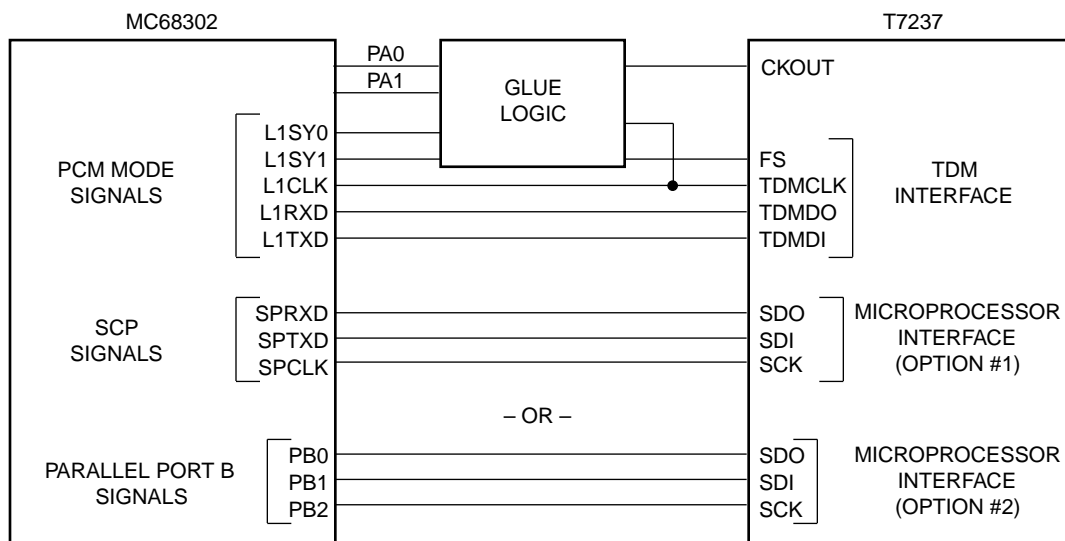 MC68302
T7237
PA0
PA1
GLUE
LOGIC
CKOUT
PCM MODE
SIGNALS
L1SY0
L1SY1
L1CLK
L1RXD
L1TXD
FS
TDMCLK
TDMDO
TDMDI
TDM
INTERFACE
SCP
SIGNALS
SPRXD
SPTXD
SPCLK
SDO
SDI
SCK
MICROPROCESSOR
INTERFACE
(OPTION #1)
– OR –
PARALLEL PORT B
SIGNALS
PB0
PB1
PB2
SDO
SDI
SCK
MICROPROCESSOR
INTERFACE
(OPTION #2)